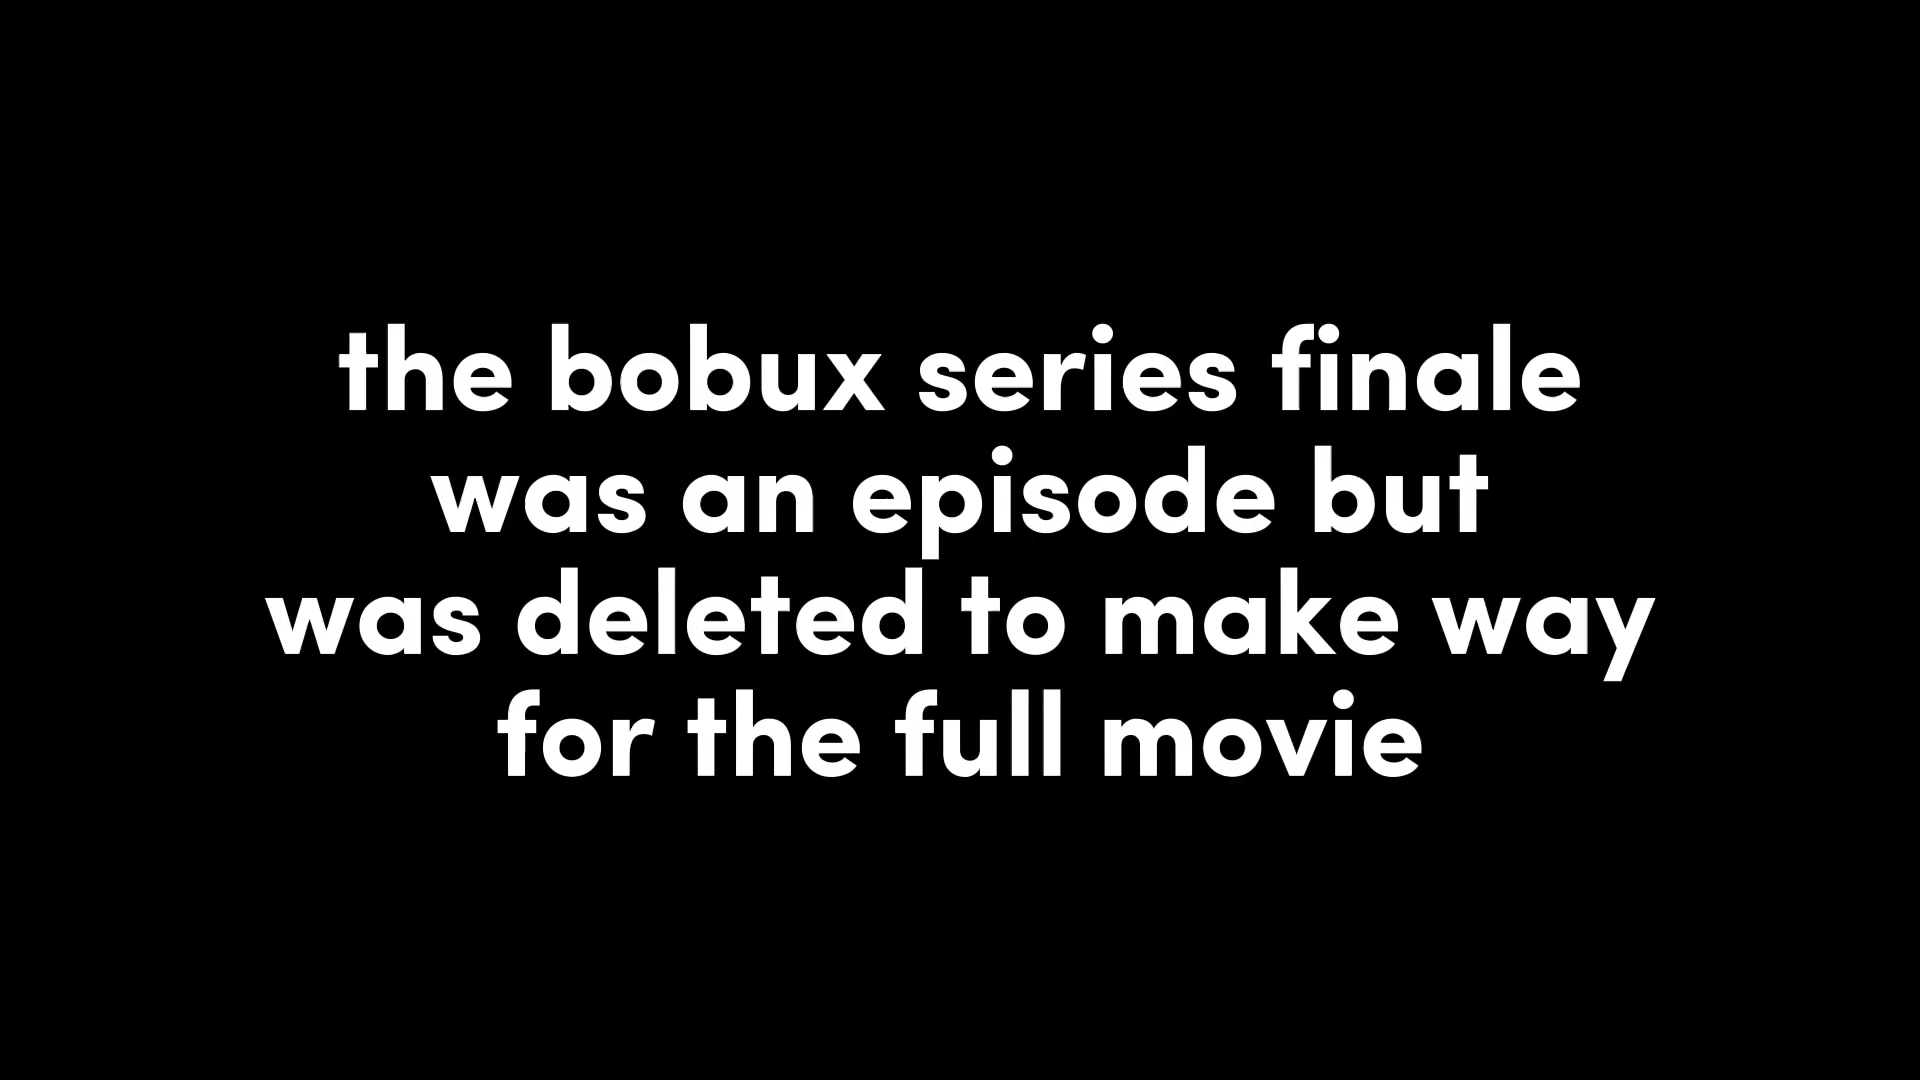 the bobux series finale
was an episode but
was deleted to make way
for the full movie